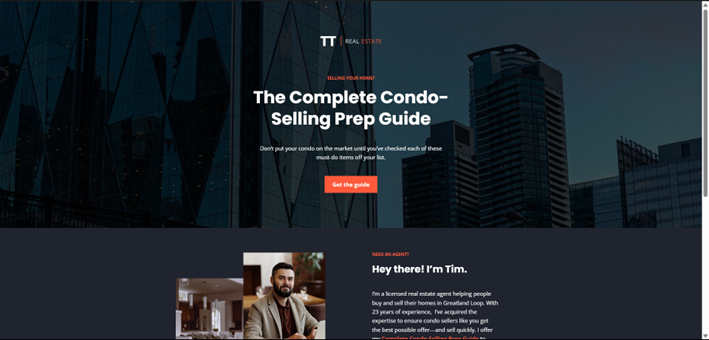 TT | REAL ESTATE
SELLING YOUR HOME?
The Complete Condo-
Selling Prep Guide
Don't put your condo on the market until you've checked each of these
must-do items off your list.
Get the guide
NEED AN AGENT?
Hey there! I'm Tim.
I'm a licensed real estate agent helping people
buy and sell their homes in Greatland Loop. With
23 years of experience, I've acquired the
expertise to ensure condo sellers like you get
the best possible offer—and sell quickly. I offer
my Complete Condo-Selling Prep Guide to